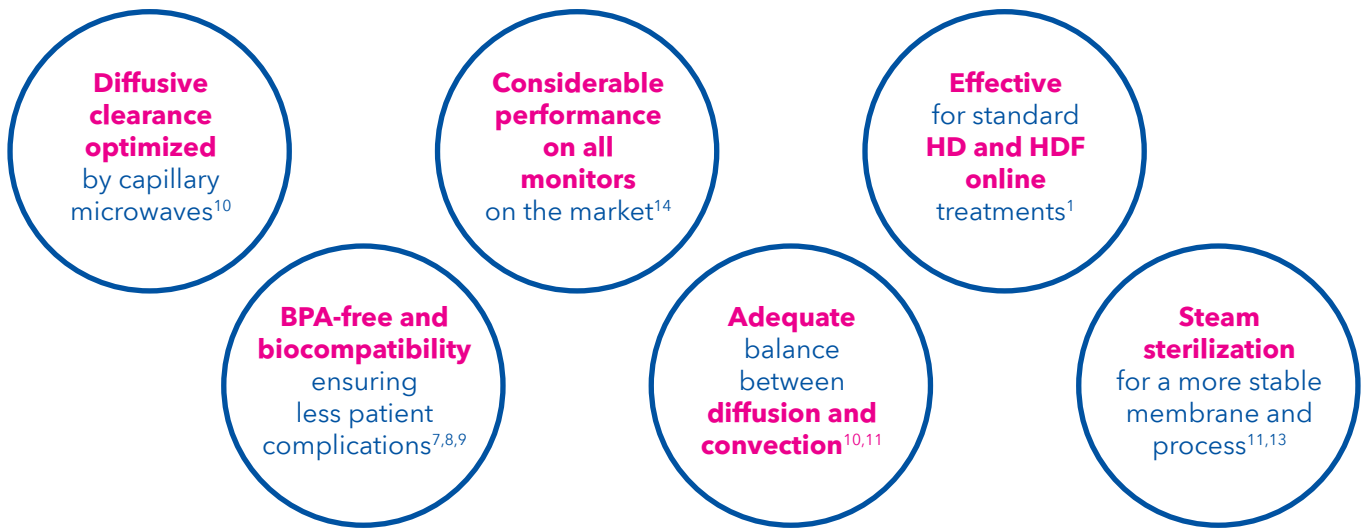 Diffusive
clearance
optimized
by capillary
microwaves10
Considerable
performance
on all
monitors
on the market14
Effective
for standard
HD and HDF
online
treatments1
BPA-free and
biocompatibility
ensuring
less patient
complications7,8,9
Adequate
balance
between
diffusion and
convection10,11
Steam
sterilization
for a more stable
membrane and
process11,13